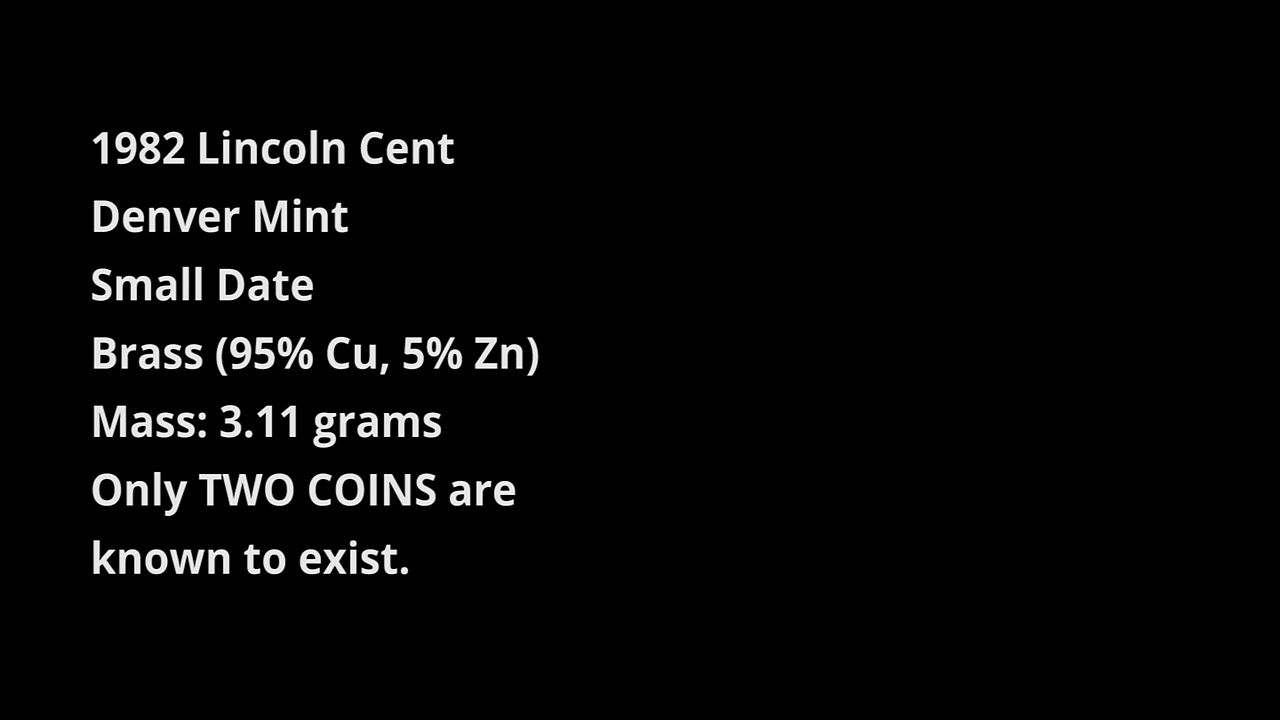 1982 Lincoln Cent
Denver Mint
Small Date
Brass (95% Cu, 5% Zn)
Mass: 3.11 grams
Only TWO COINS are
known to exist.